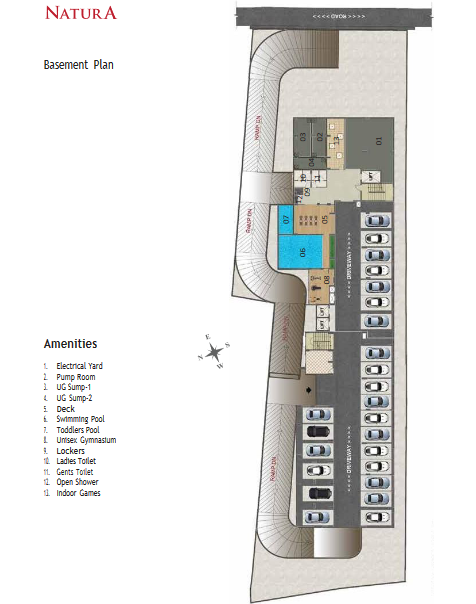 NATURA
< < < < ROAD > > > >
Basement Plan
RAMP DN
03
02
13
01
04
10
11
LIFT
09
12
RAMP DN
07
05
06
DRIVEWAY
08
LIFT
LIFT
RAMP DN
E
N
S
W
Amenities
1. Electrical Yard
2. Pump Room
3. UG Sump-1
4. UG Sump-2
5. Deck
6. Swimming Pool
7. Toddlers Pool
8. Unisex Gymnasium
9. Lockers
10. Ladies Toilet
11. Gents Toilet
12. Open Shower
13. Indoor Games
RAMP DN
DRIVEWAY